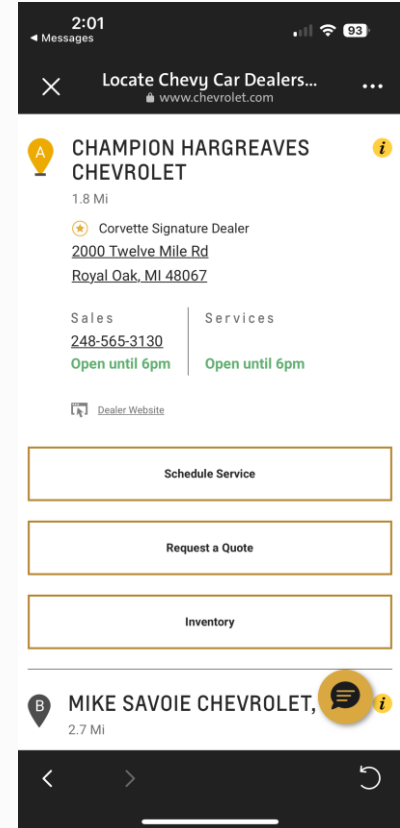 2:01
◀ Messages
93
Locate Chevy Car Dealers...
www.chevrolet.com
A
CHAMPION HARGREAVES
CHEVROLET
i
1.8 Mi
Corvette Signature Dealer
2000 Twelve Mile Rd
Royal Oak, MI 48067
Sales
Services
248-565-3130
Open until 6pm
Open until 6pm
Dealer Website
Schedule Service
Request a Quote
Inventory
B
MIKE SAVOIE CHEVROLET,
i
2.7 Mi